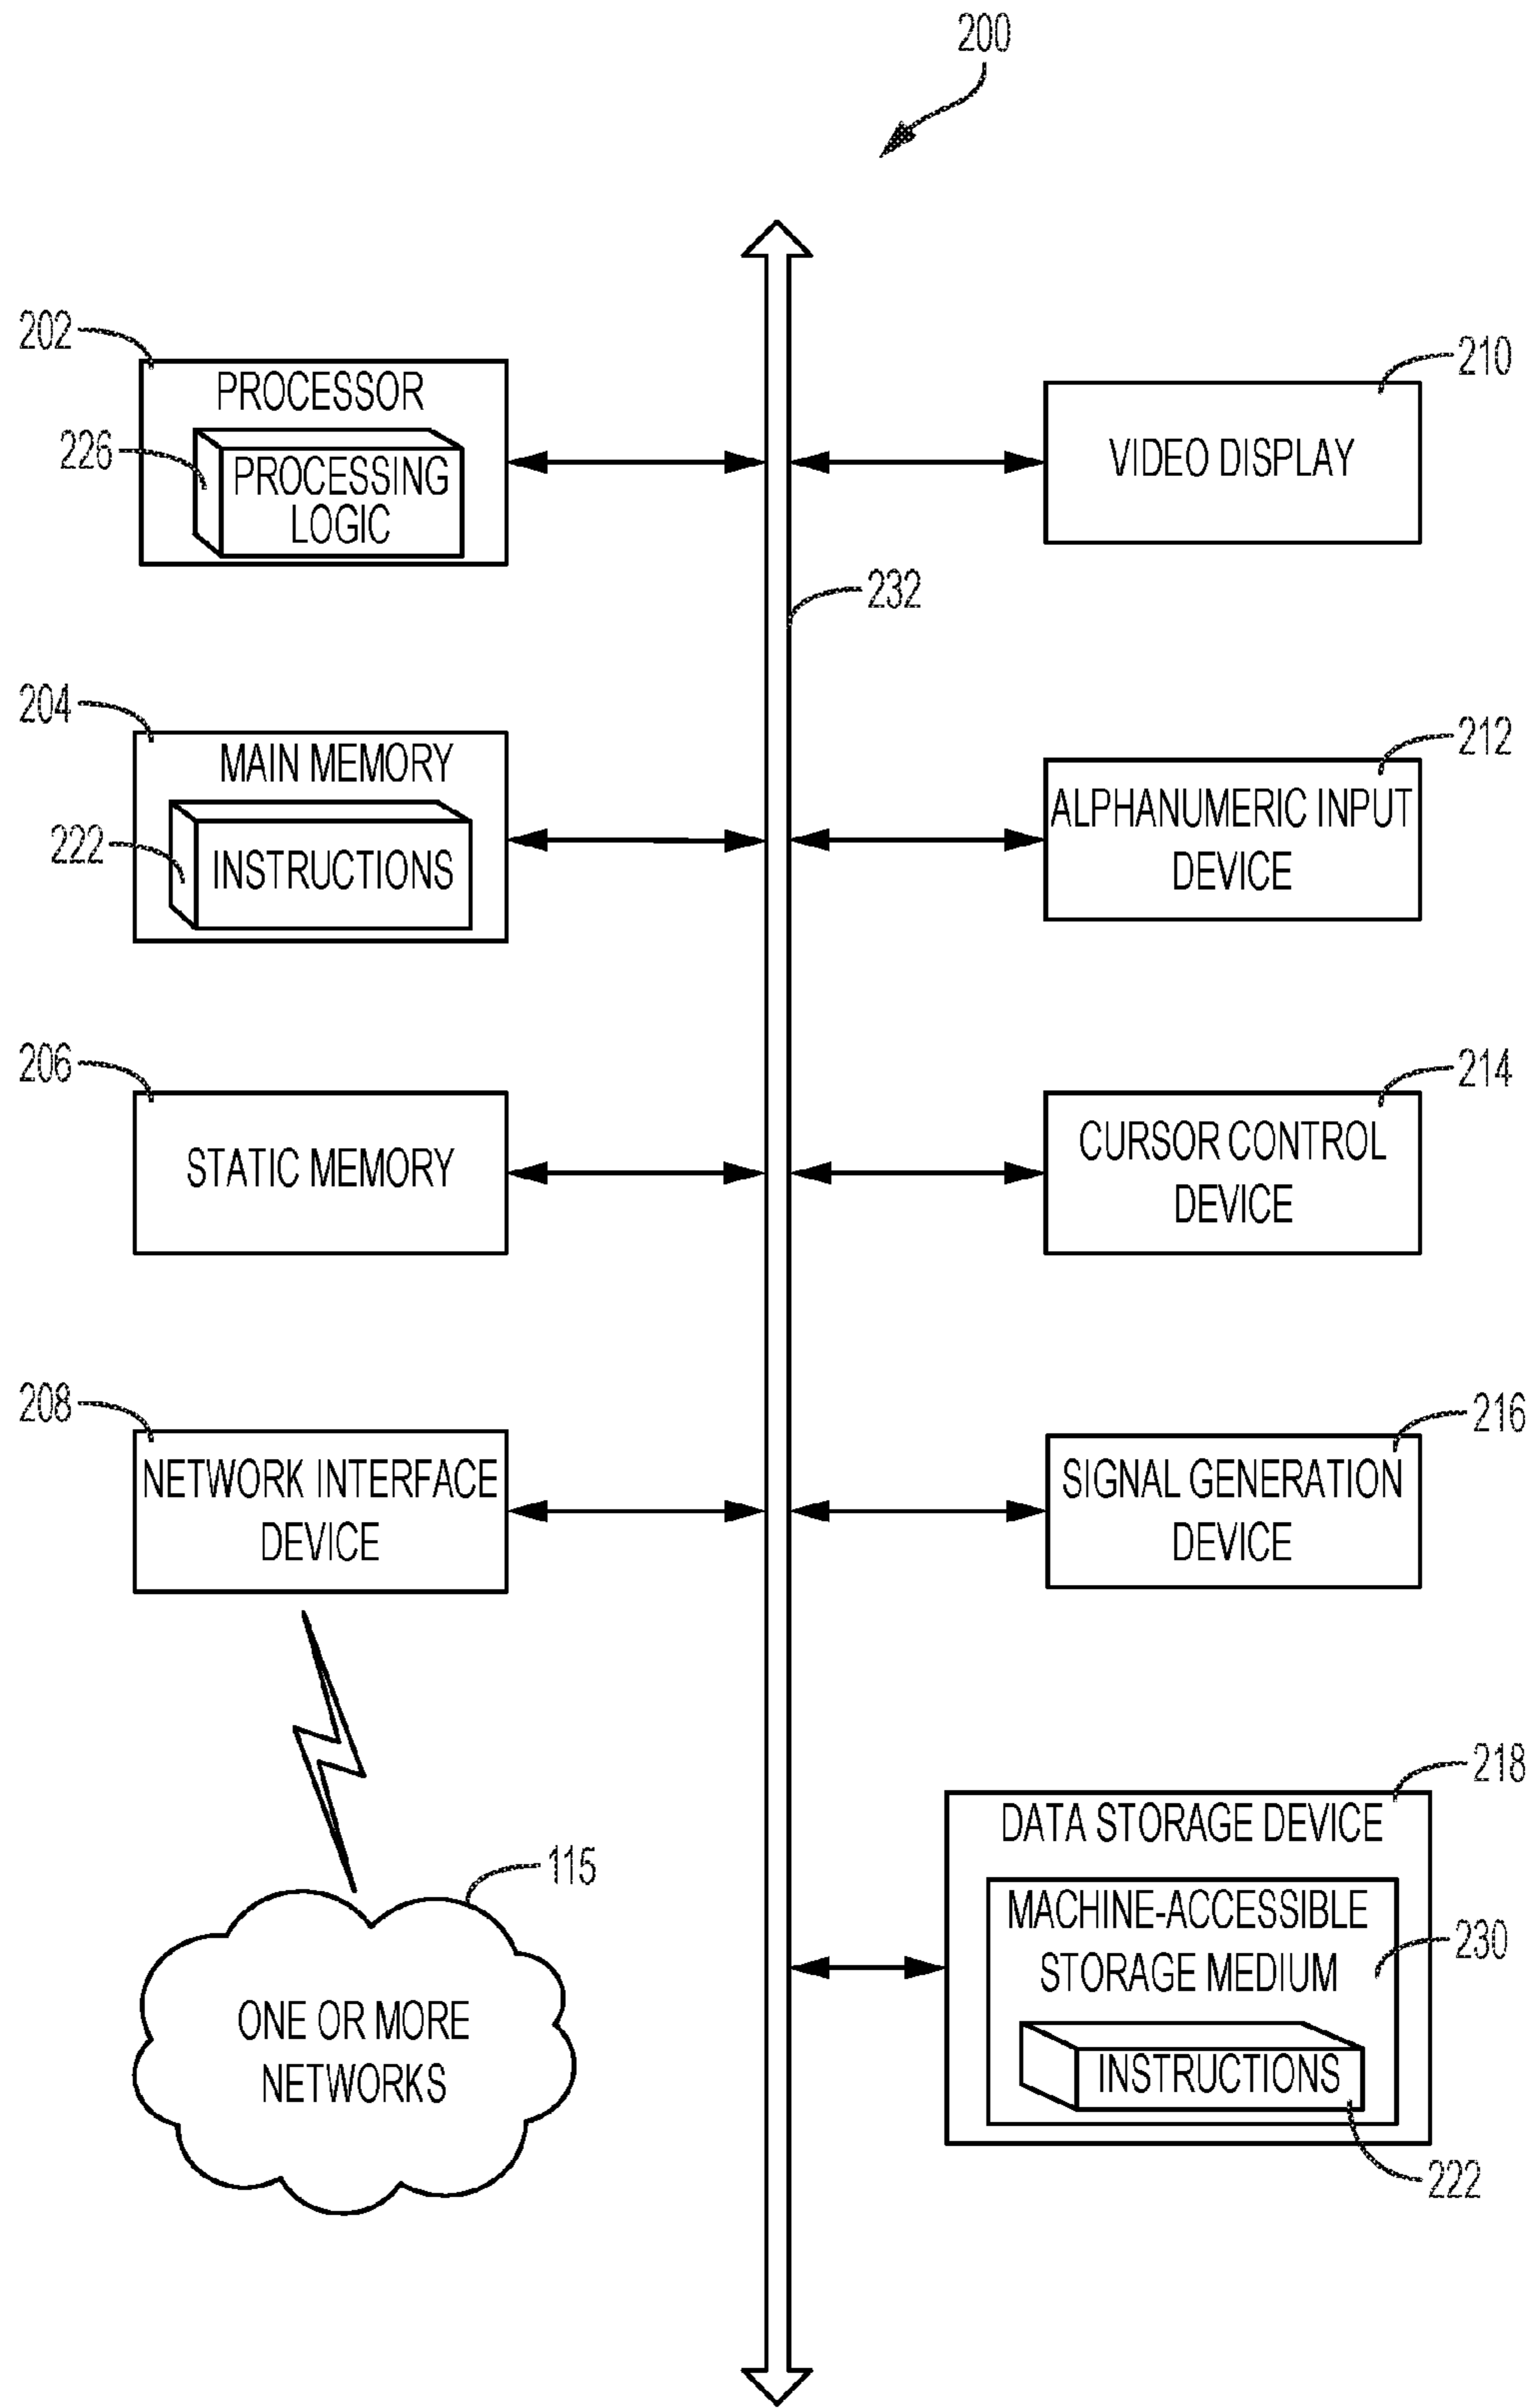 200
202
PROCESSOR
226
PROCESSING
LOGIC
210
VIDEO DISPLAY
232
204
MAIN MEMORY
222
INSTRUCTIONS
212
ALPHANUMERIC INPUT
DEVICE
206
STATIC MEMORY
214
CURSOR CONTROL
DEVICE
208
NETWORK INTERFACE
DEVICE
216
SIGNAL GENERATION
DEVICE
115
ONE OR MORE
NETWORKS
218
DATA STORAGE DEVICE
MACHINE-ACCESSIBLE
STORAGE MEDIUM
230
INSTRUCTIONS
222